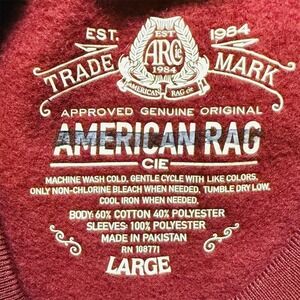 EST. 1984
EST
ARCo
1984
TRADE MARK
AMERICAN RAG cie
APPROVED GENUINE ORIGINAL
AMERICAN RAG
CIE
MACHINE WASH COLD, GENTLE CYCLE WITH LIKE COLORS,
ONLY NON-CHLORINE BLEACH WHEN NEEDED, TUMBLE DRY LOW.
COOL IRON WHEN NEEDED.
BODY: 60% COTTON 40% POLYESTER
SLEEVES: 100% POLYESTER
MADE IN PAKISTAN
RN 108771
LARGE